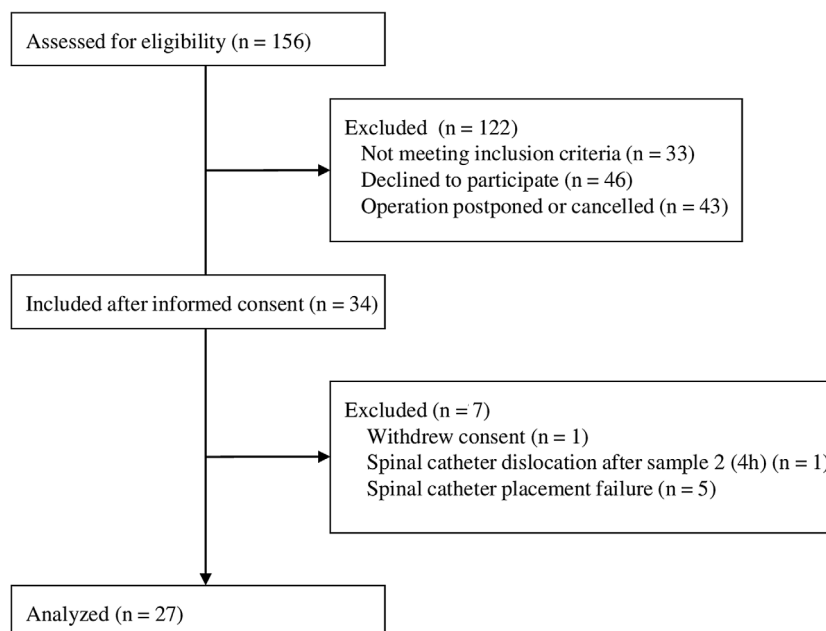 Assessed for eligibility (n = 156)
Excluded (n = 122)
Not meeting inclusion criteria (n = 33)
Declined to participate (n = 46)
Operation postponed or cancelled (n = 43)
Included after informed consent (n = 34)
Excluded (n = 7)
Withdrew consent (n = 1)
Spinal catheter dislocation after sample 2 (4h) (n = 1)
Spinal catheter placement failure (n = 5)
Analyzed (n = 27)